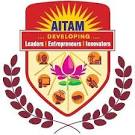 AITAM
DEVELOPING
Leaders | Entrepreneurs | Innovators